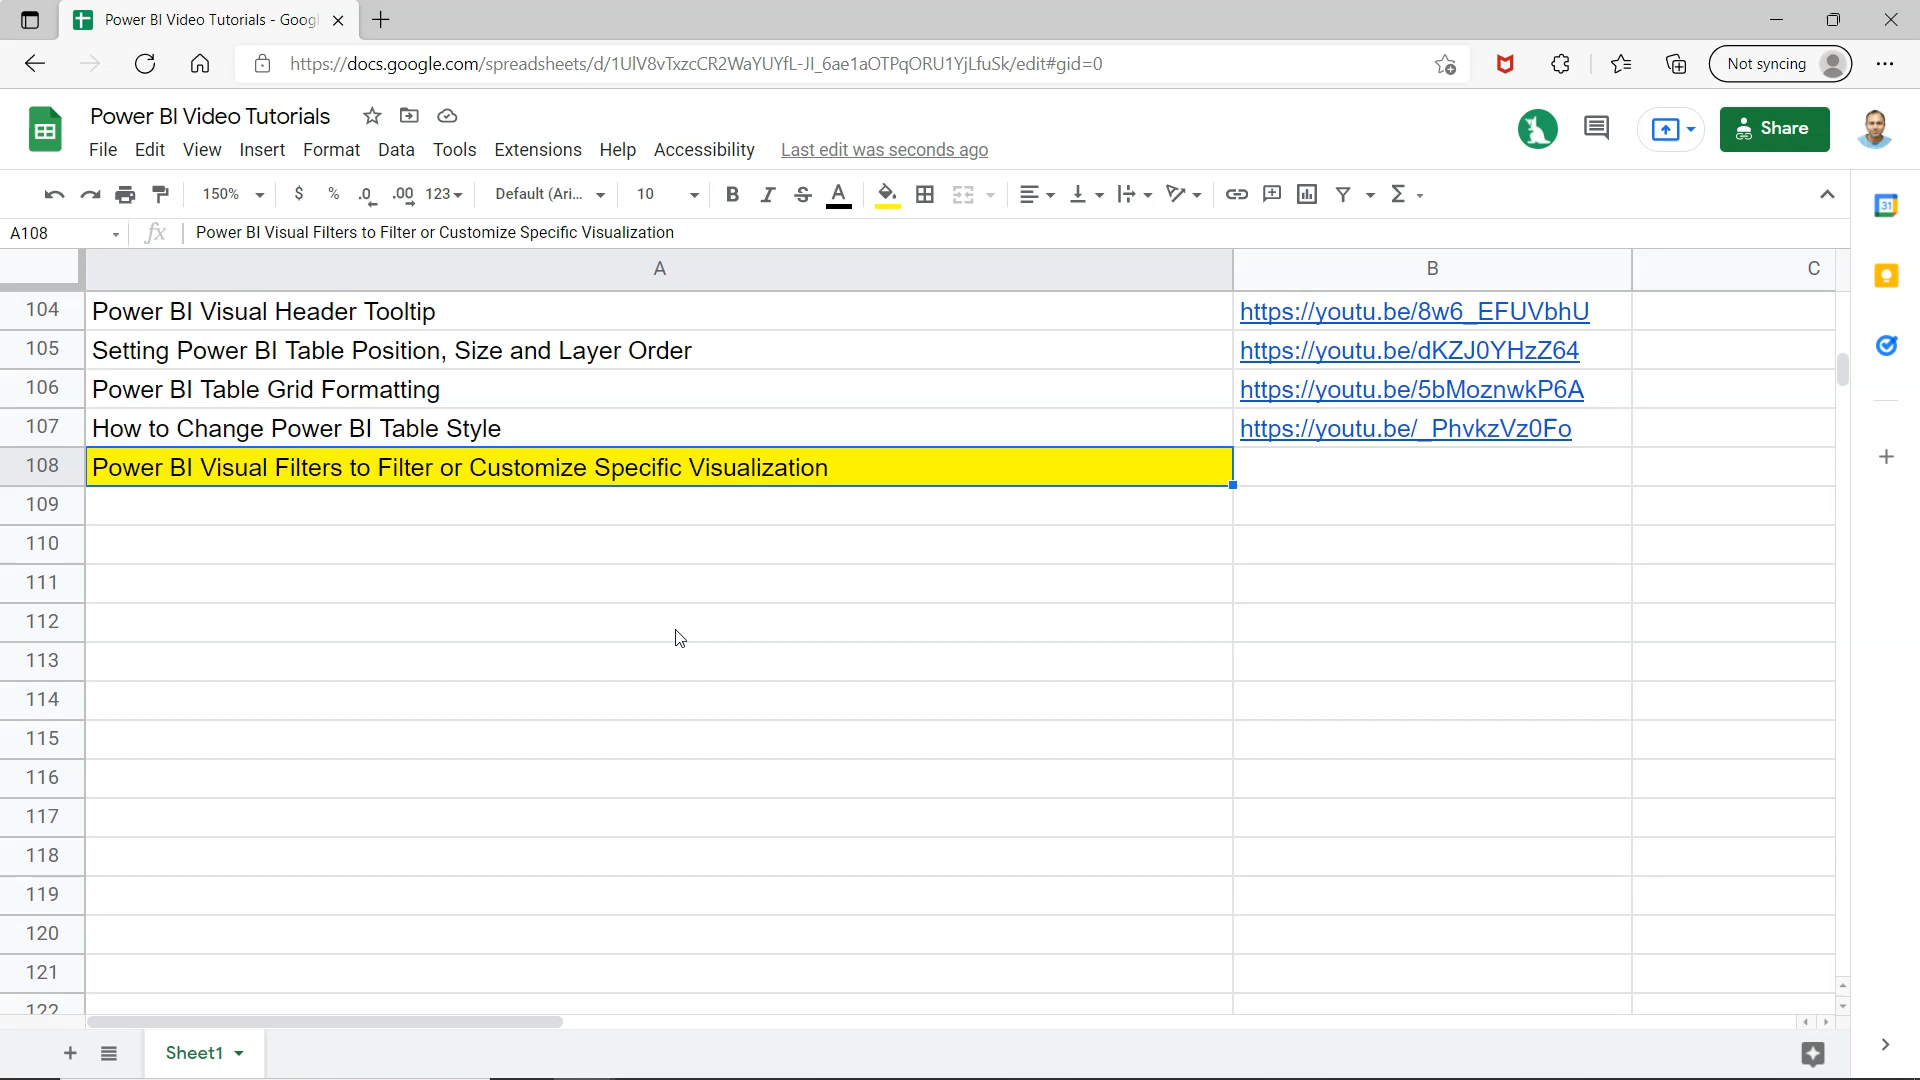 Power BI Video Tutorials - Goog
https://docs.google.com/spreadsheets/d/1UlV8vTxzcCR2WaYUYfL-JI_6ae1aOTPqORU1YjLfuSk/edit#gid=0
Not syncing
Power BI Video Tutorials
Share
File Edit View Insert Format Data Tools Extensions Help Accessibility Last edit was seconds ago
150% $ % .0 .00 123 Default (Ari... 10 B I S A Σ
31
A108 fx Power BI Visual Filters to Filter or Customize Specific Visualization
A B C
104 Power BI Visual Header Tooltip https://youtu.be/8w6_EFUVbhU
105 Setting Power BI Table Position, Size and Layer Order https://youtu.be/dKZJ0YHzZ64
106 Power BI Table Grid Formatting https://youtu.be/5bMoznwkP6A
107 How to Change Power BI Table Style https://youtu.be/_PhvkzVz0Fo
108 Power BI Visual Filters to Filter or Customize Specific Visualization
109
110
111
112
113
114
115
116
117
118
119
120
121
122
Sheet1